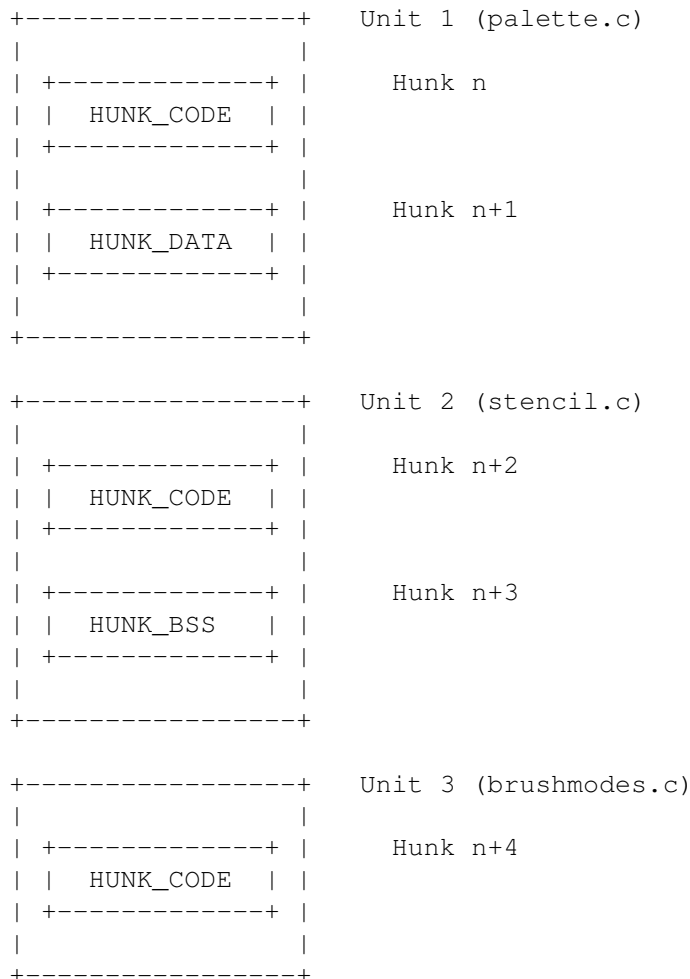 Unit 1 (palette.c)
Hunk n
HUNK_CODE
Hunk n+1
HUNK_DATA
Unit 2 (stencil.c)
Hunk n+2
HUNK_CODE
Hunk n+3
HUNK_BSS
Unit 3 (brushmodes.c)
Hunk n+4
HUNK_CODE